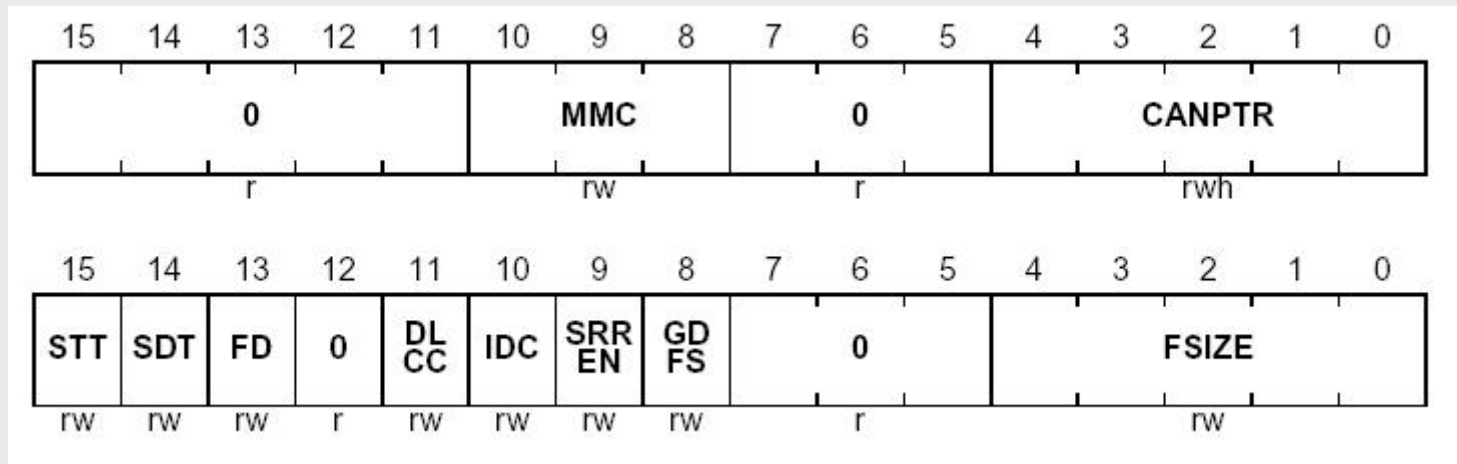 15 14 13 12 11 10 9 8 7 6 5 4 3 2 1 0
0 MMC 0 CANPTR
r rw r rwh
15 14 13 12 11 10 9 8 7 6 5 4 3 2 1 0
STT SDT FD 0 DL CC IDC SRR EN GD FS 0 FSIZE
rw rw rw r rw rw rw rw r rw